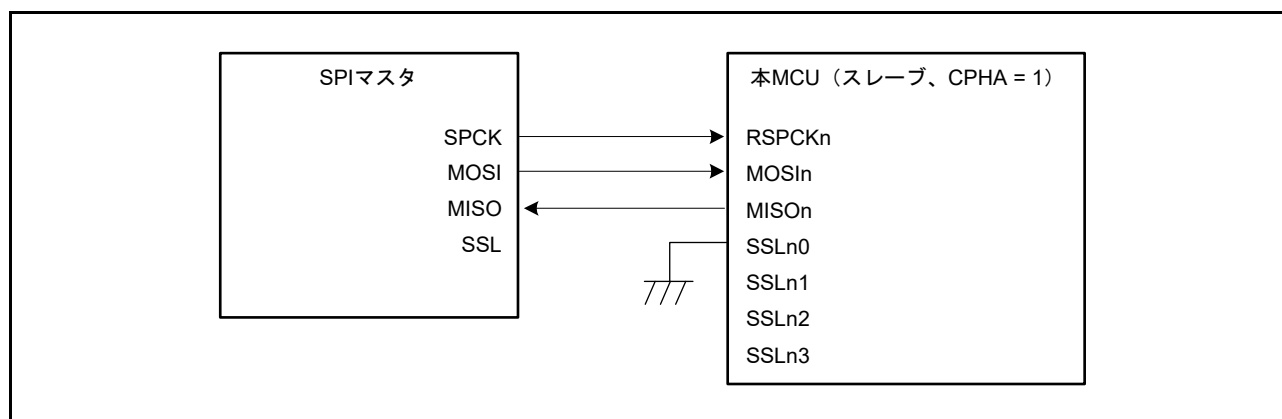 SPIマスタ
SPCK
MOSI
MISO
SSL
本MCU（スレーブ、CPHA = 1）
RSPCKn
MOSIn
MISOn
SSLn0
SSLn1
SSLn2
SSLn3